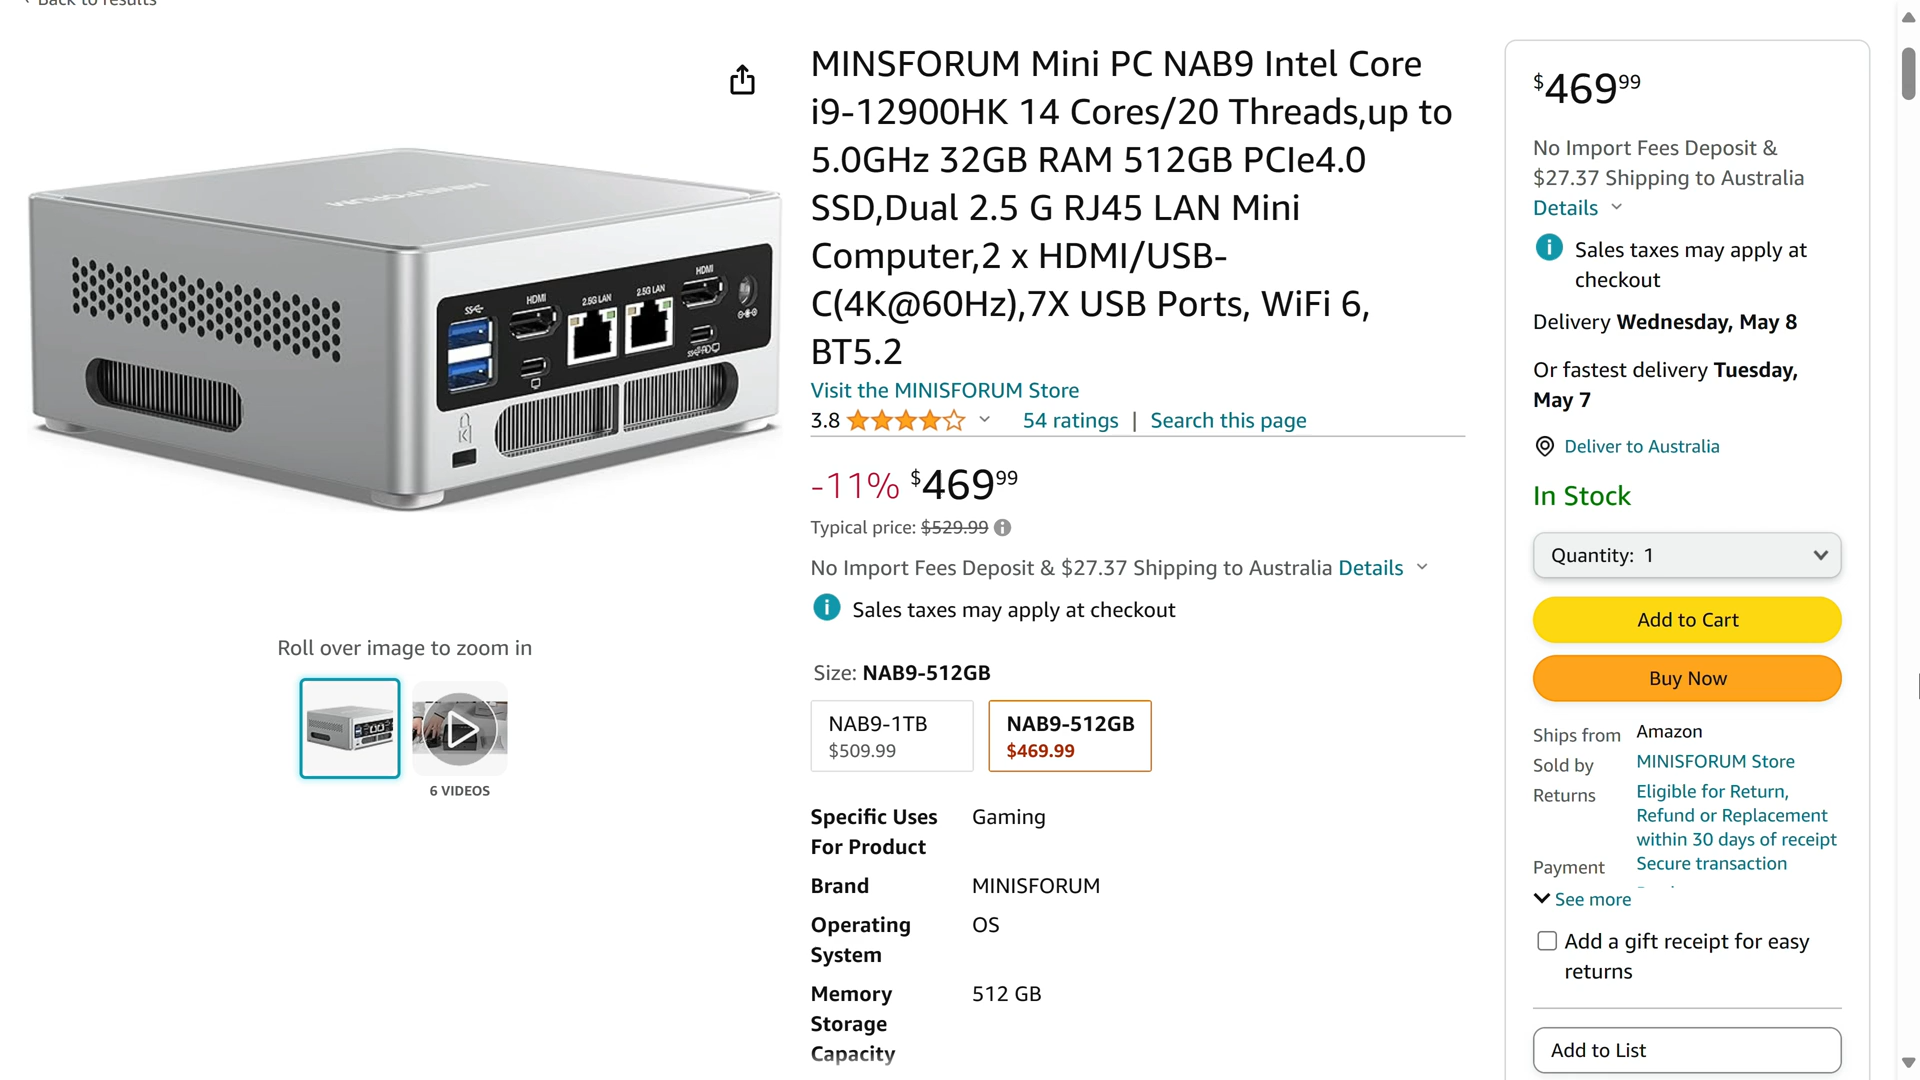 Back to results
MINISFORUM
HDMI
2.5G LAN
2.5G LAN
HDMI
Roll over image to zoom in
6 VIDEOS
MINSFORUM Mini PC NAB9 Intel Core
i9-12900HK 14 Cores/20 Threads,up to
5.0GHz 32GB RAM 512GB PCIe4.0
SSD,Dual 2.5 G RJ45 LAN Mini
Computer,2 x HDMI/USB-
C(4K@60Hz),7X USB Ports, WiFi 6,
BT5.2
Visit the MINISFORUM Store
3.8 54 ratings | Search this page
-11% $469 99
Typical price: $529.99
No Import Fees Deposit & $27.37 Shipping to Australia Details
Sales taxes may apply at checkout
Size: NAB9-512GB
NAB9-1TB
$509.99
NAB9-512GB
$469.99
Specific Uses
For Product
Gaming
Brand
MINISFORUM
Operating
System
OS
Memory
Storage
Capacity
512 GB
$469 99
No Import Fees Deposit &
$27.37 Shipping to Australia
Details
Sales taxes may apply at
checkout
Delivery Wednesday, May 8
Or fastest delivery Tuesday,
May 7
Deliver to Australia
In Stock
Quantity: 1
Add to Cart
Buy Now
Ships from Amazon
Sold by MINISFORUM Store
Returns Eligible for Return,
Refund or Replacement
within 30 days of receipt
Payment Secure transaction
See more
Add a gift receipt for easy
returns
Add to List